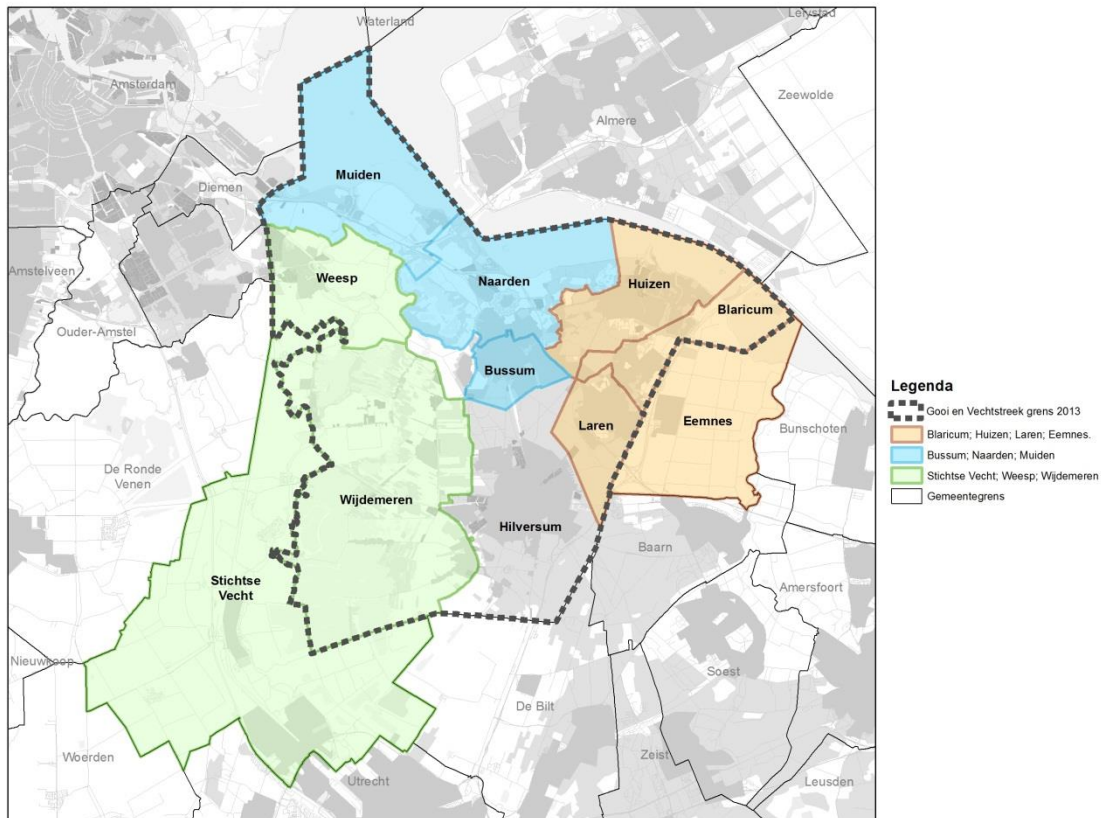 Waterland
Lelystad
Amsterdam
Zeewolde
Almere
Muiden
Diemen
Amstelveen
Weesp
Naarden
Huizen
Blaricum
Ouder-Amstel
Bussum
Laren
Eemnes
Bunschoten
De Ronde
Venen
Wijdemeren
Hilversum
Baarn
Stichtse
Vecht
Amersfoort
Nieuwkoop
Soest
De Bilt
Woerden
Utrecht
Zeist
Leusden
Legenda
Gooi en Vechtstreek grens 2013
Blaricum; Huizen; Laren; Eemnes.
Bussum; Naarden; Muiden
Stichtse Vecht; Weesp; Wijdemeren
Gemeentegrens